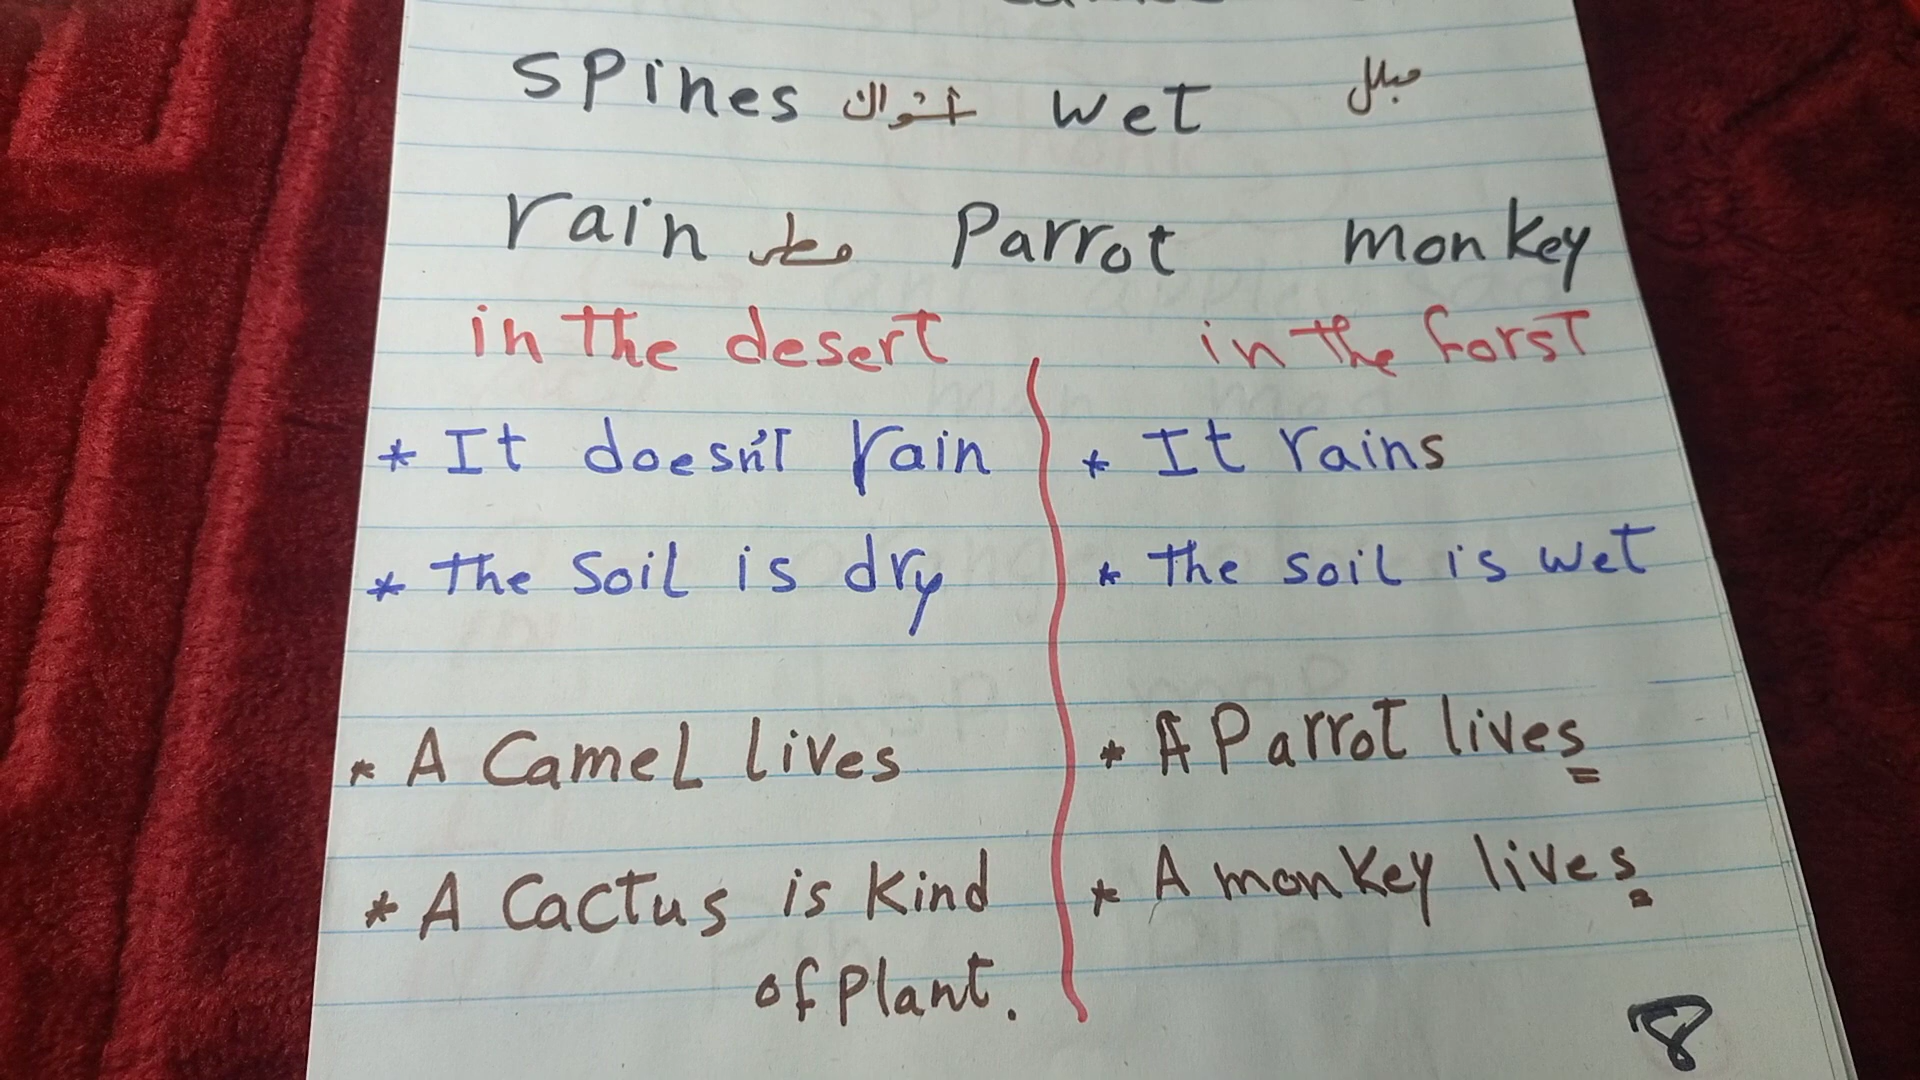 spines أشواك wet مبلل
rain مطر Parrot monkey
in the desert
in the forst
* It doesn't rain
* It rains
* the soil is dry
* the soil is wet
* A Camel lives
* A Parrot lives
* A Cactus is kind
of plant.
* A monkey lives
8